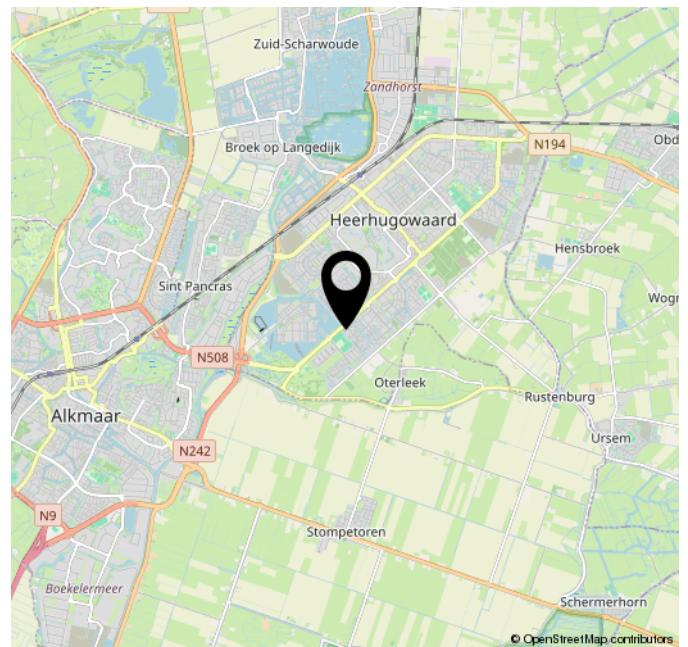 Zuid-Scharwoude
Zandhorst
N194
Obd
Broek op Langedijk
Heerhugowaard
Hensbroek
Sint Pancras
Wogn
N508
Oterleek
Rustenburg
Alkmaar
Ursem
N242
N9
Stompetoren
Boekelermeer
Schermerhorn
© OpenStreetMap contributors